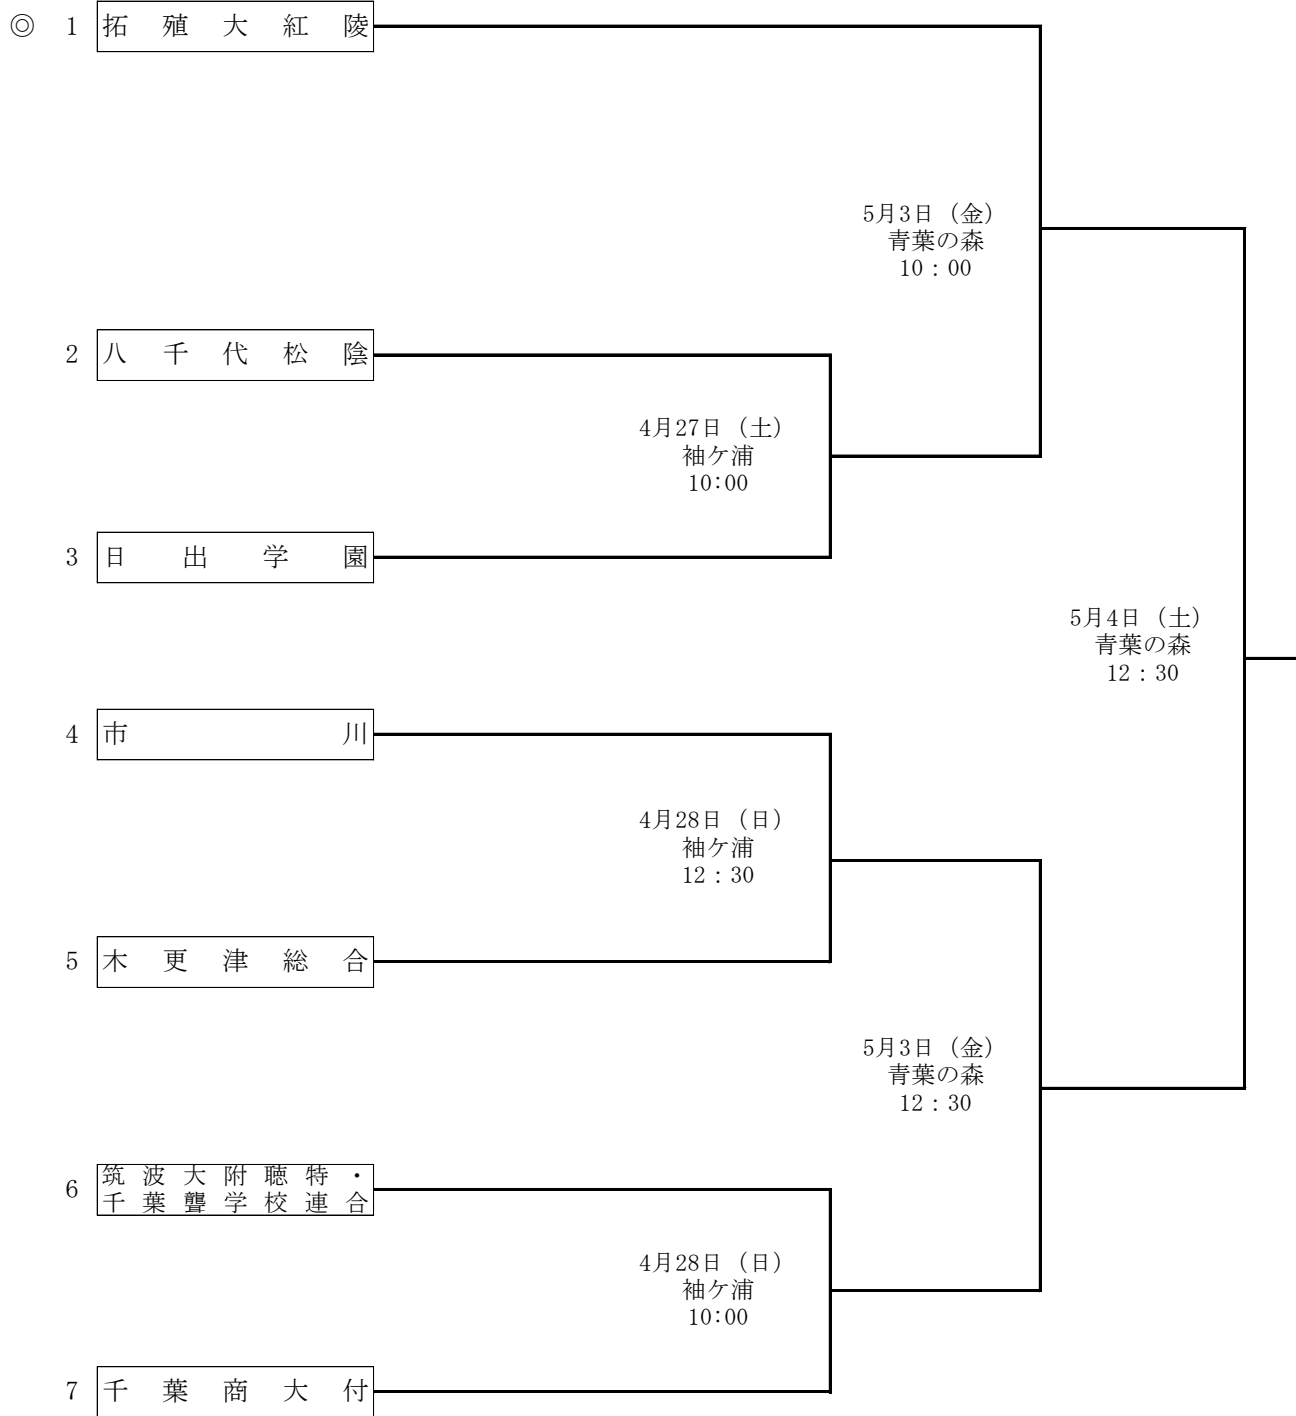 ◎ 1 拓殖大紅陵
5月3日（金）
青葉の森
10：00
2 八千代松陰
4月27日（土）
袖ケ浦
10:00
3 日出学園
5月4日（土）
青葉の森
12：30
4 市川
4月28日（日）
袖ケ浦
12：30
5 木更津総合
5月3日（金）
青葉の森
12：30
6 筑波大附聴特・
千葉聾学校連合
4月28日（日）
袖ケ浦
10:00
7 千葉商大付